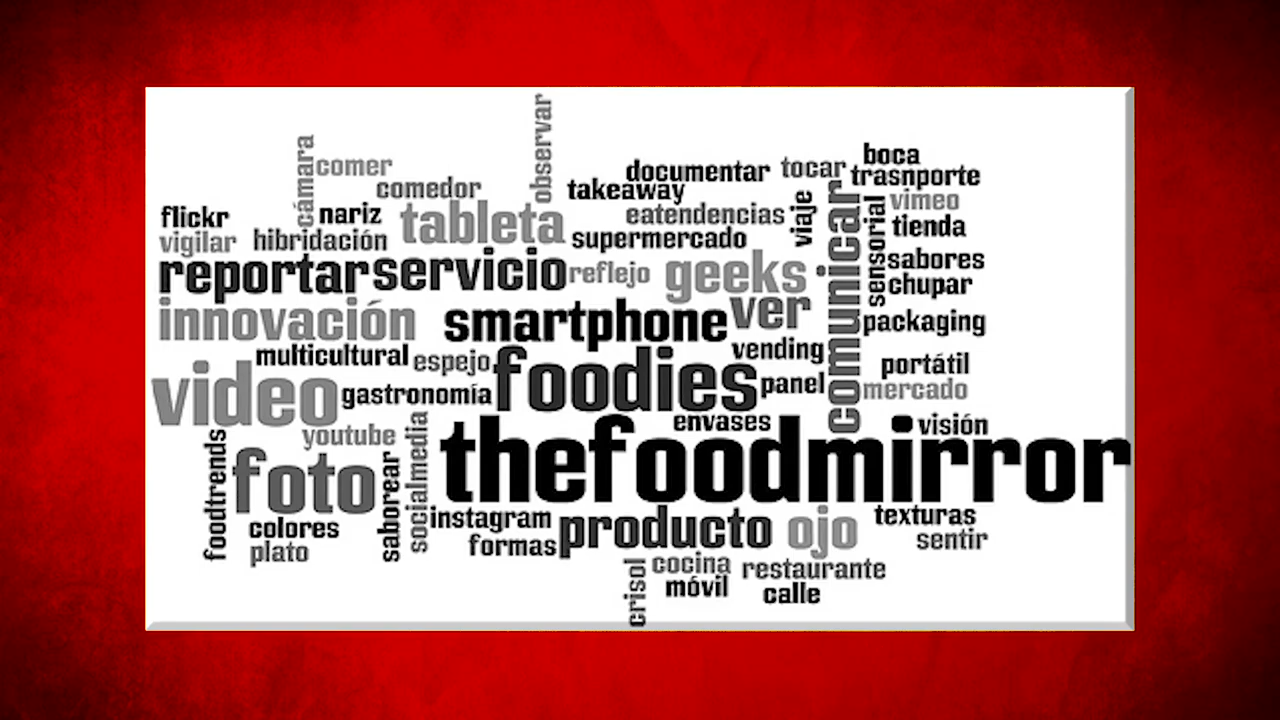 observar
cámara
comer
documentar
tocar
boca
trasnporte
comedor
takeaway
vimeo
flickr
nariz
tableta
eatendencias
viaje
comunicar
sensorial
tienda
vigilar
hibridación
supermercado
sabores
reportar
servicio
reflejo
geeks
chupar
innovación
smartphone
ver
packaging
multicultural
espejo
foodies
vending
portátil
video
gastronomía
panel
mercado
envases
visión
youtube
socialmedia
thefoodmirror
foodtrends
foto
saborear
colores
instagram
producto
ojo
texturas
plato
formas
sentir
crisol
cocina
restaurante
móvil
calle